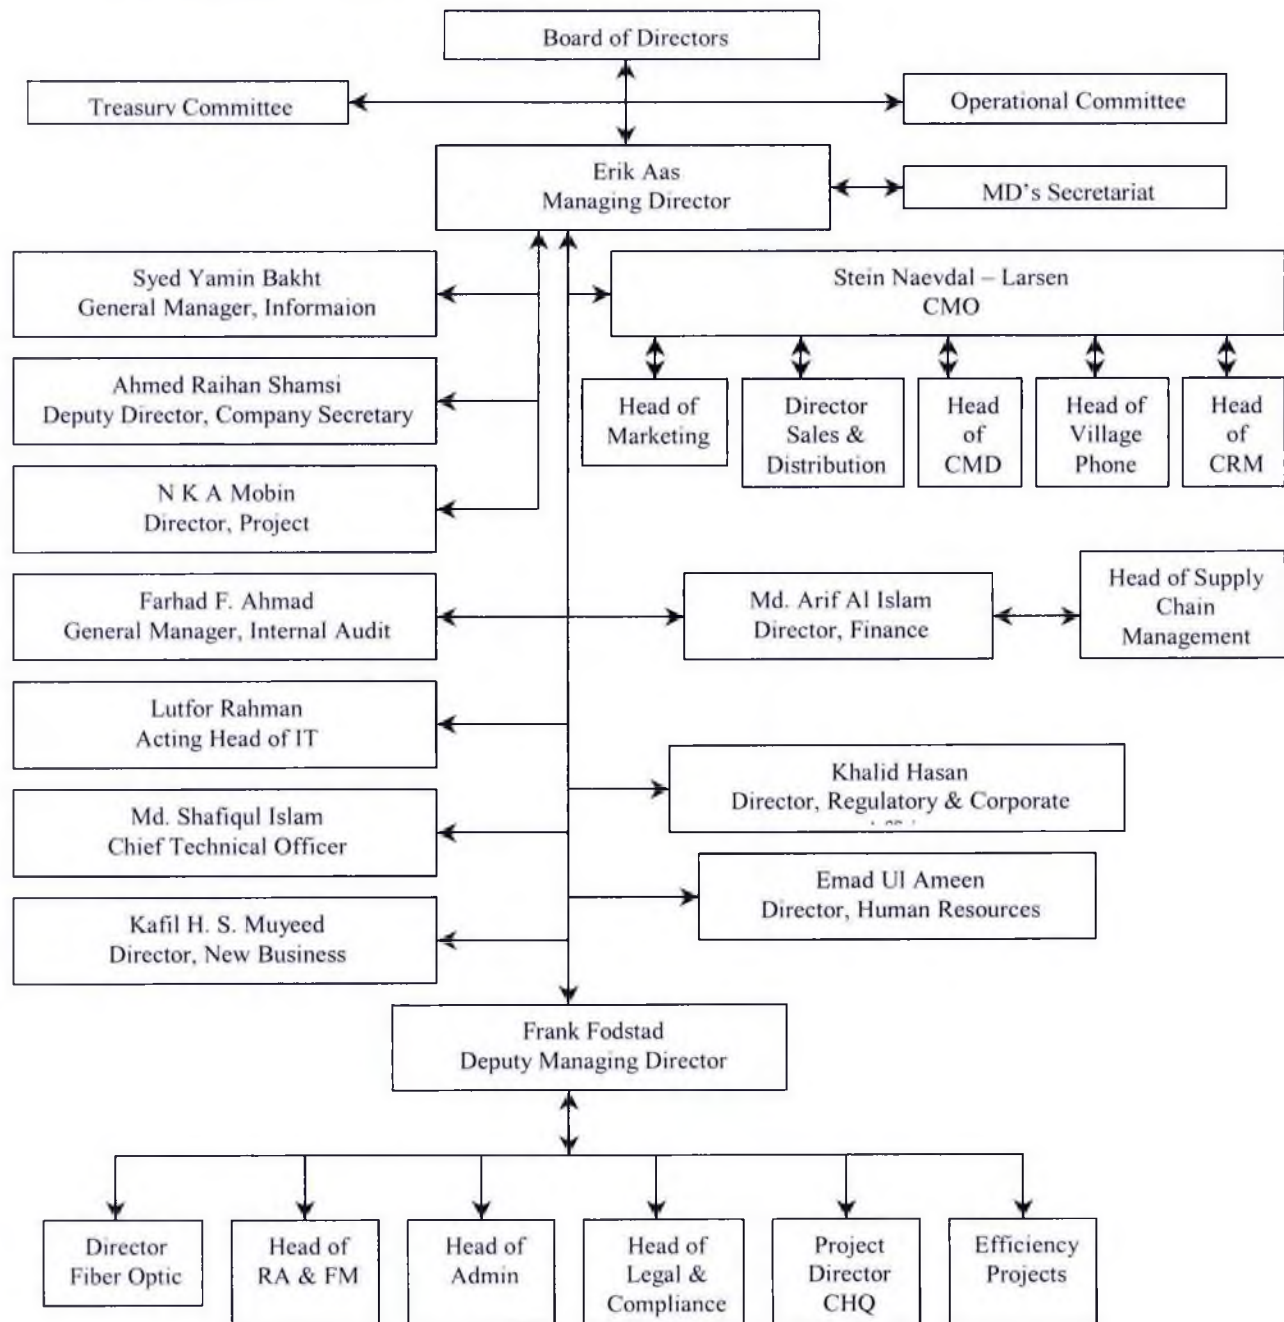 Board of Directors
Treasury Committee
Operational Committee
Erik Aas
Managing Director
MD's Secretariat
Syed Yamin Bakht
General Manager, Informaion
Stein Naevdal – Larsen
CMO
Ahmed Raihan Shamsi
Deputy Director, Company Secretary
Head of
Marketing
Director
Sales &
Distribution
Head
of
CMD
Head of
Village
Phone
Head
of
CRM
N K A Mobin
Director, Project
Farhad F. Ahmad
General Manager, Internal Audit
Md. Arif Al Islam
Director, Finance
Head of Supply
Chain
Management
Lutfor Rahman
Acting Head of IT
Khalid Hasan
Director, Regulatory & Corporate
Md. Shafiqul Islam
Chief Technical Officer
Emad Ul Ameen
Director, Human Resources
Kafil H. S. Muyeed
Director, New Business
Frank Fodstad
Deputy Managing Director
Director
Fiber Optic
Head of
RA & FM
Head of
Admin
Head of
Legal &
Compliance
Project
Director
CHQ
Efficiency
Projects